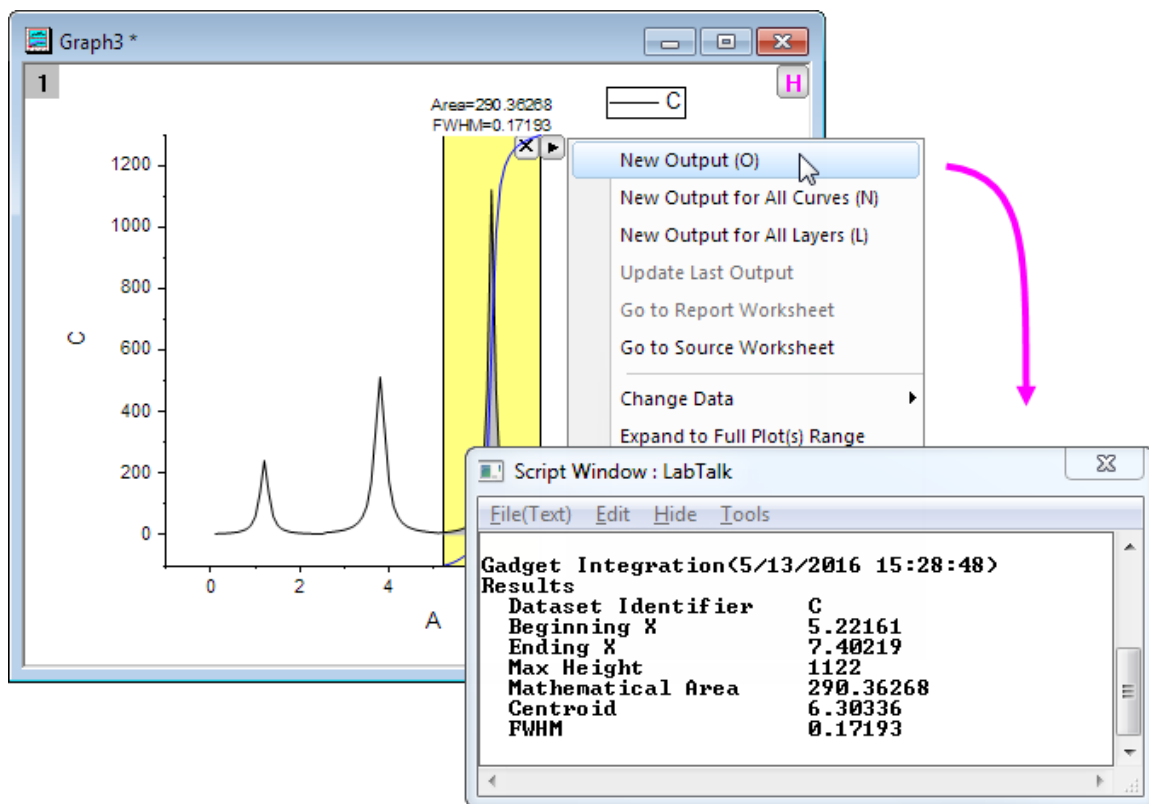 Graph3 *
1
H
Area=290.36268
FWHM=0.17193
C
1200
1000
800
600
400
200
0
C
0
2
4
A
New Output (O)
New Output for All Curves (N)
New Output for All Layers (L)
Update Last Output
Go to Report Worksheet
Go to Source Worksheet
Change Data
Expand to Full Plot(s) Range
Script Window : LabTalk
File(Text) Edit Hide Tools
Gadget Integration(5/13/2016 15:28:48)
Results
Dataset Identifier C
Beginning X 5.22161
Ending X 7.40219
Max Height 1122
Mathematical Area 290.36268
Centroid 6.30336
FWHM 0.17193